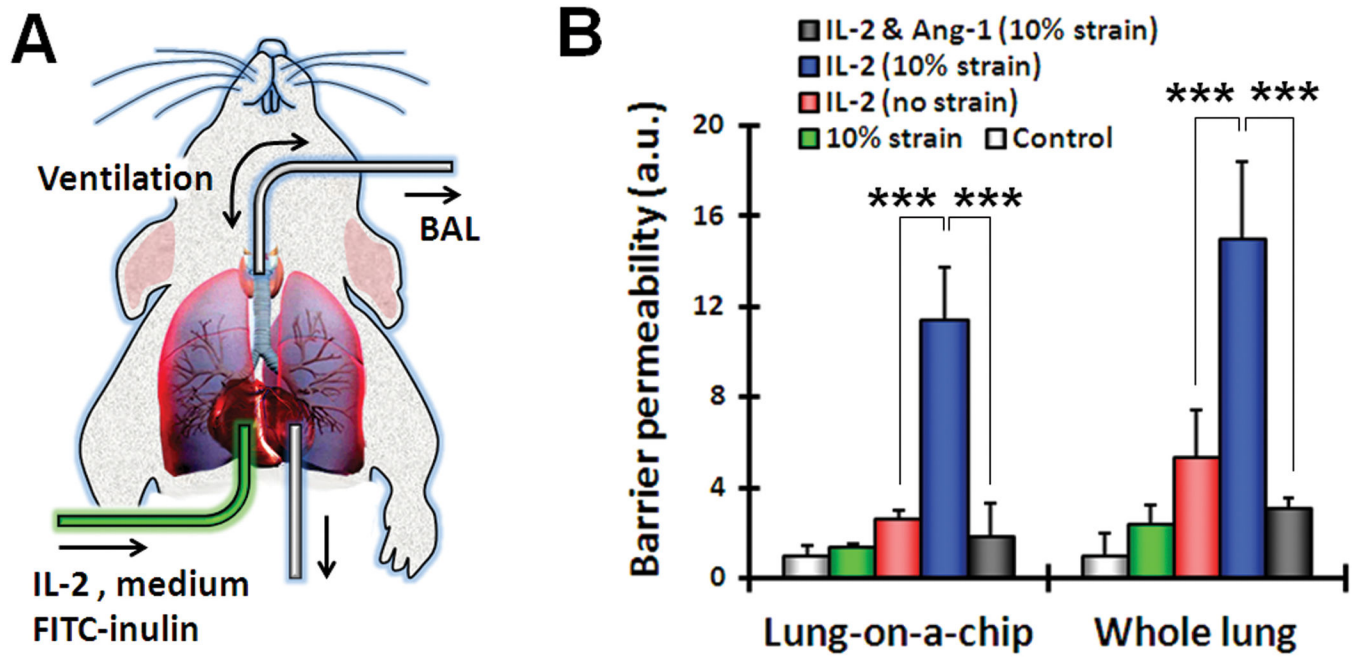 A
Ventilation
BAL
IL-2 , medium
FITC-inulin
B
IL-2 & Ang-1 (10% strain)
IL-2 (10% strain)
IL-2 (no strain)
10% strain Control
Barrier permeability (a.u.)
20
16
12
8
4
0
*** ***
*** ***
Lung-on-a-chip Whole lung